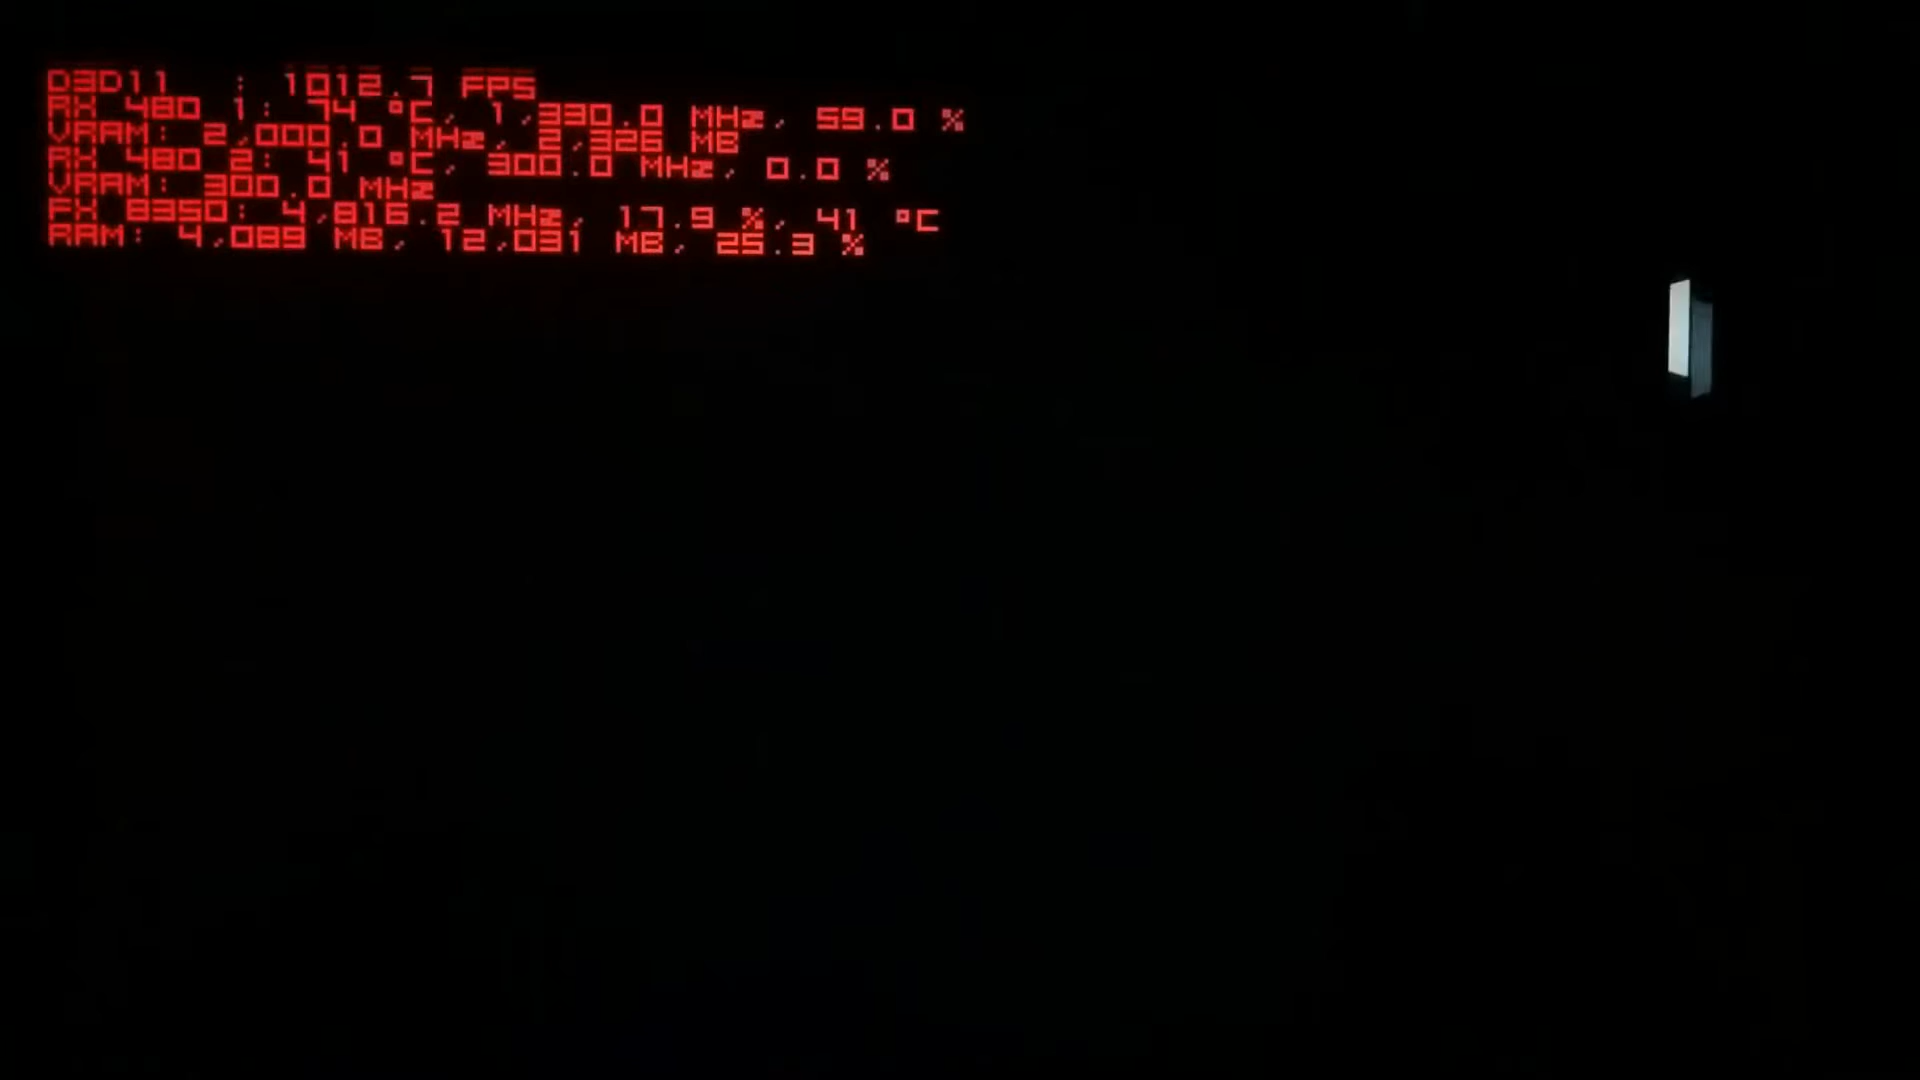 D3D11 : 1012.7 FPS
RX 480 1: 74 °C, 1,330.0 MHz, 59.0 %
VRAM: 2,000.0 MHz, 2,326 MB
RX 480 2: 41 °C, 300.0 MHz, 0.0 %
VRAM: 300.0 MHz
FX 8350: 4,816.2 MHz, 17.9 %, 41 °C
RAM: 4,089 MB, 12,031 MB, 25.3 %